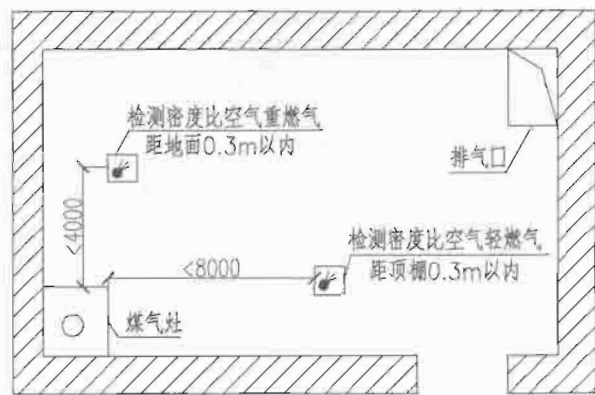 检测密度比空气重燃气
距地面0.3m以内
排气口
<4000
检测密度比空气轻燃气
距顶棚0.3m以内
<8000
煤气灶